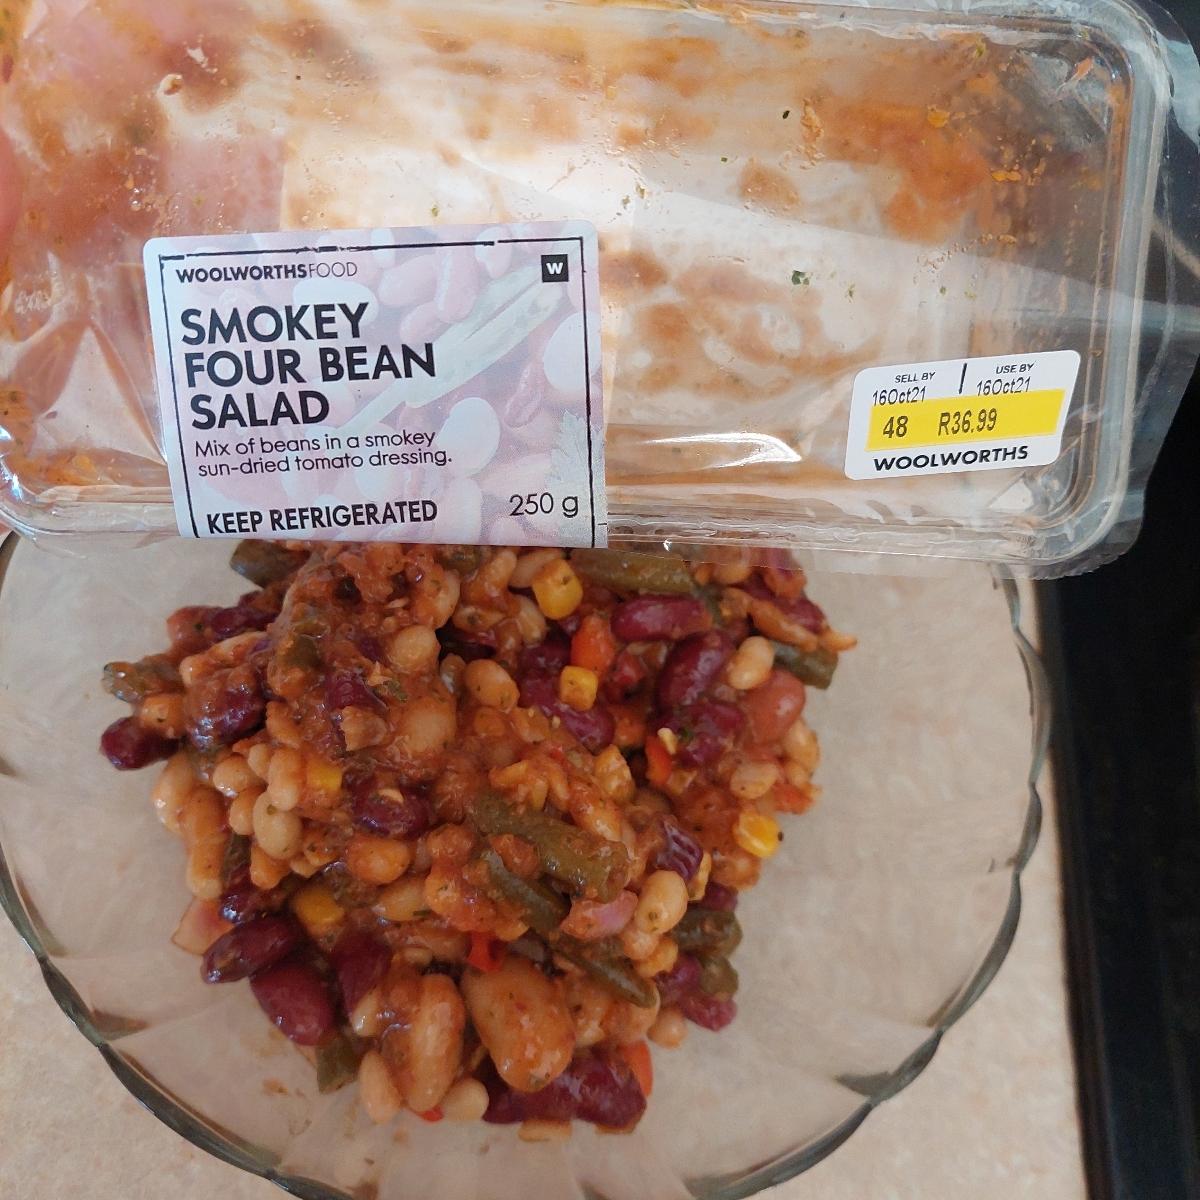 WOOLWORTHSFOOD W
SMOKEY
FOUR BEAN
SALAD
Mix of beans in a smokey
sun-dried tomato dressing.
KEEP REFRIGERATED 250 g
SELL BY USE BY
16Oct21 16Oct21
48 R36.99
WOOLWORTHS